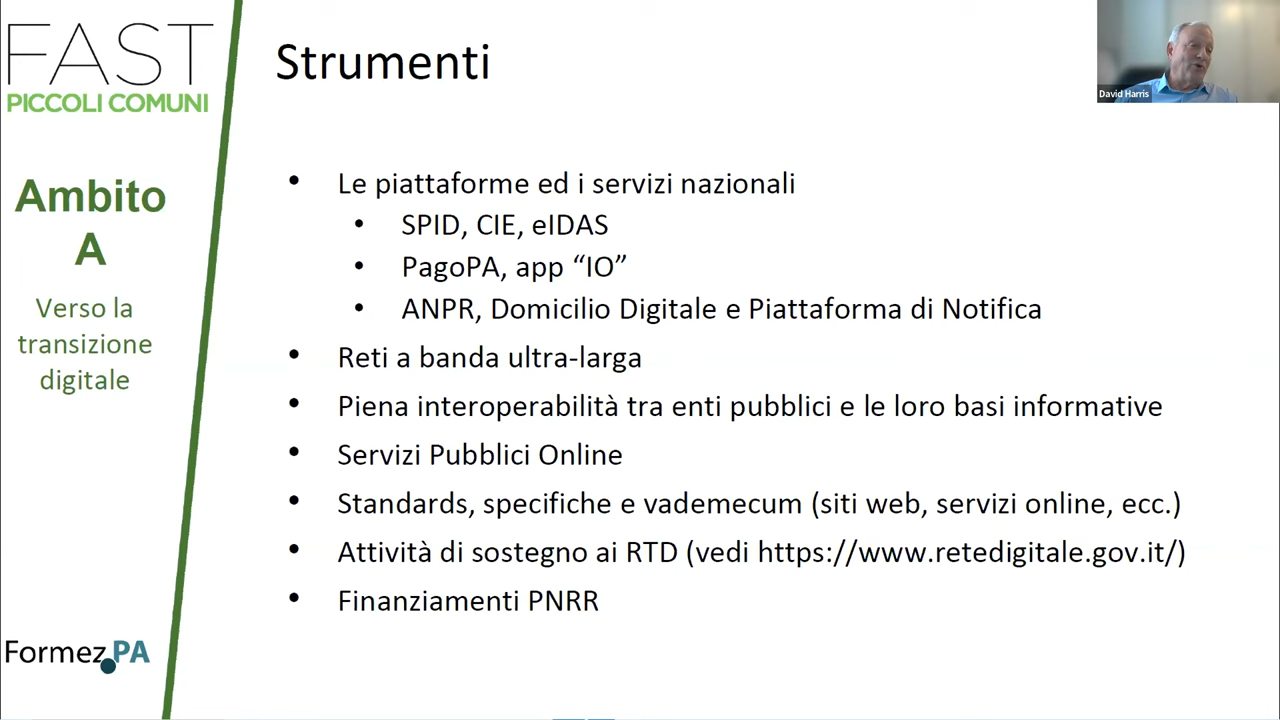 FAST
PICCOLI COMUNI
Ambito
A
Verso la
transizione
digitale
Formez PA
Strumenti
• Le piattaforme ed i servizi nazionali
• SPID, CIE, eIDAS
• PagoPA, app “IO”
• ANPR, Domicilio Digitale e Piattaforma di Notifica
• Reti a banda ultra-larga
• Piena interoperabilità tra enti pubblici e le loro basi informative
• Servizi Pubblici Online
• Standards, specifiche e vademecum (siti web, servizi online, ecc.)
• Attività di sostegno ai RTD (vedi https://www.retedigitale.gov.it/)
• Finanziamenti PNRR
David Harris